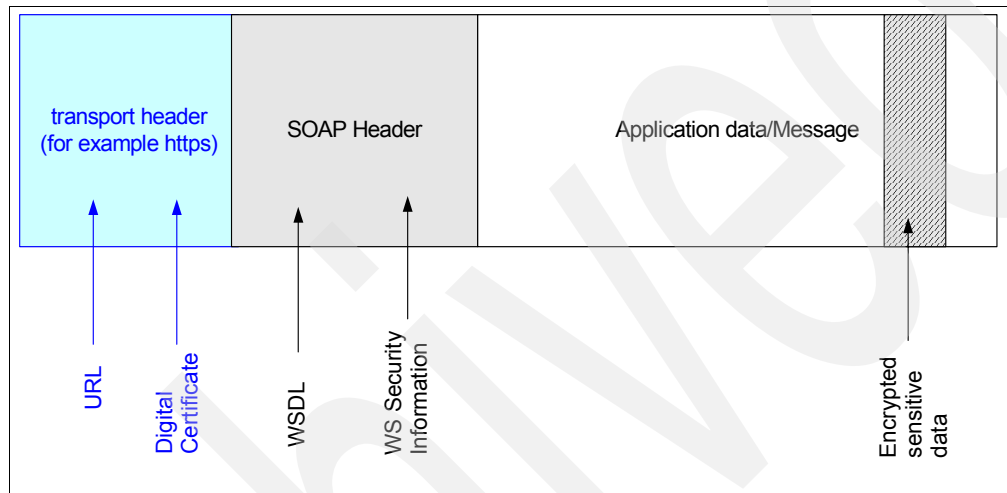 transport header
(for example https)
SOAP Header
Application data/Message
URL
Digital
Certificate
WSDL
WS Security
Information
Encrypted
sensitive
data